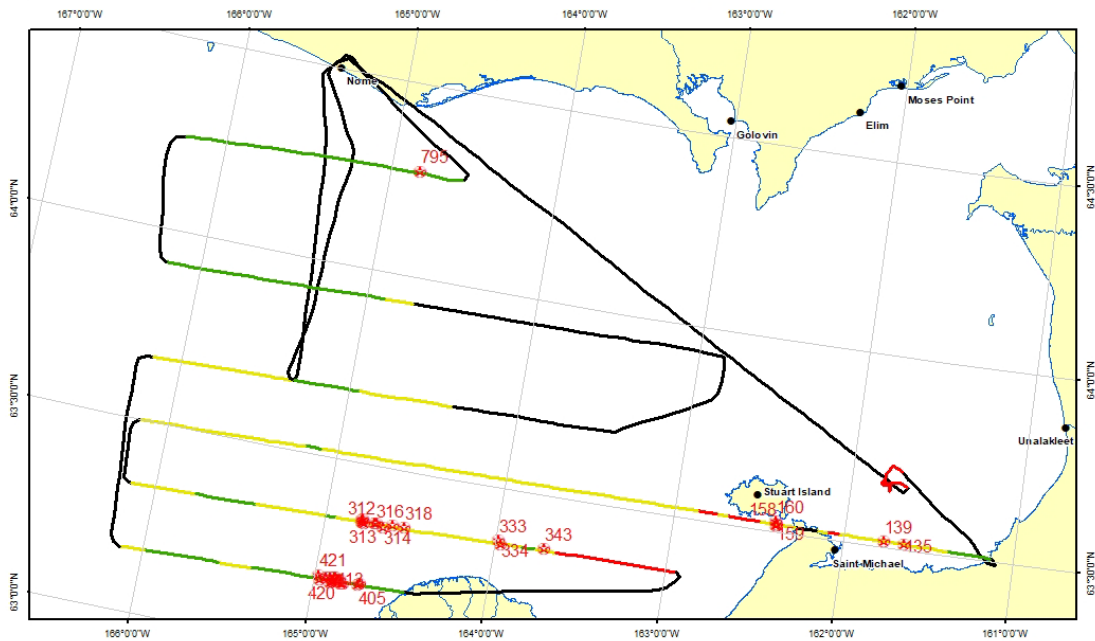 167°0'0"W 166°0'0"W 165°0'0"W 164°0'0"W 163°0'0"W 162°0'0"W
Nome
Moses Point
Golovin
Elim
795
64°30'0"N
64°0'0"N
64°0'0"N
63°30'0"N
Unalakleet
Stuart Island
312 316 318
158 160
313 314
159
139
135
333
334
343
Saint-Michael
421
420
405
63°30'0"N
63°0'0"N
166°0'0"W 165°0'0"W 164°0'0"W 163°0'0"W 162°0'0"W